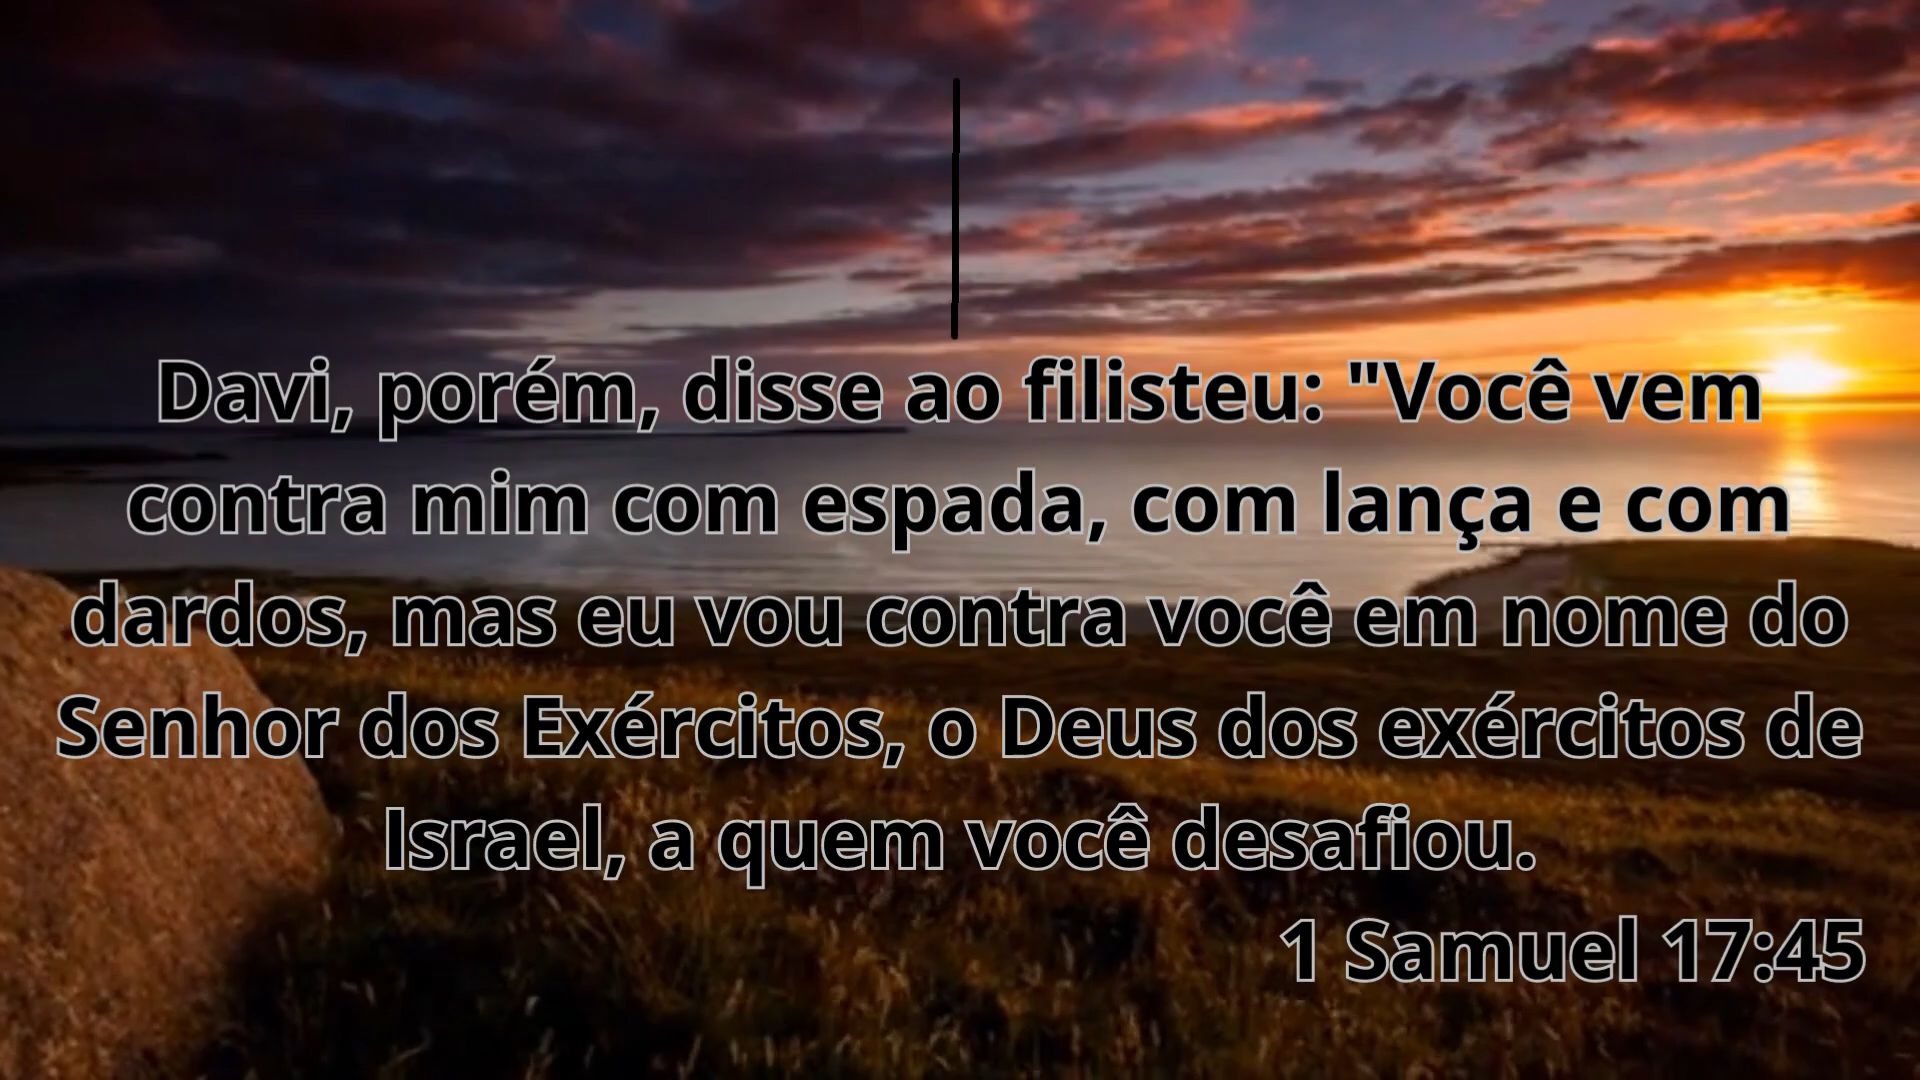 Davi, porém, disse ao filisteu: "Você vem
contra mim com espada, com lança e com
dardos, mas eu vou contra você em nome do
Senhor dos Exércitos, o Deus dos exércitos de
Israel, a quem você desafiou.
1 Samuel 17:45